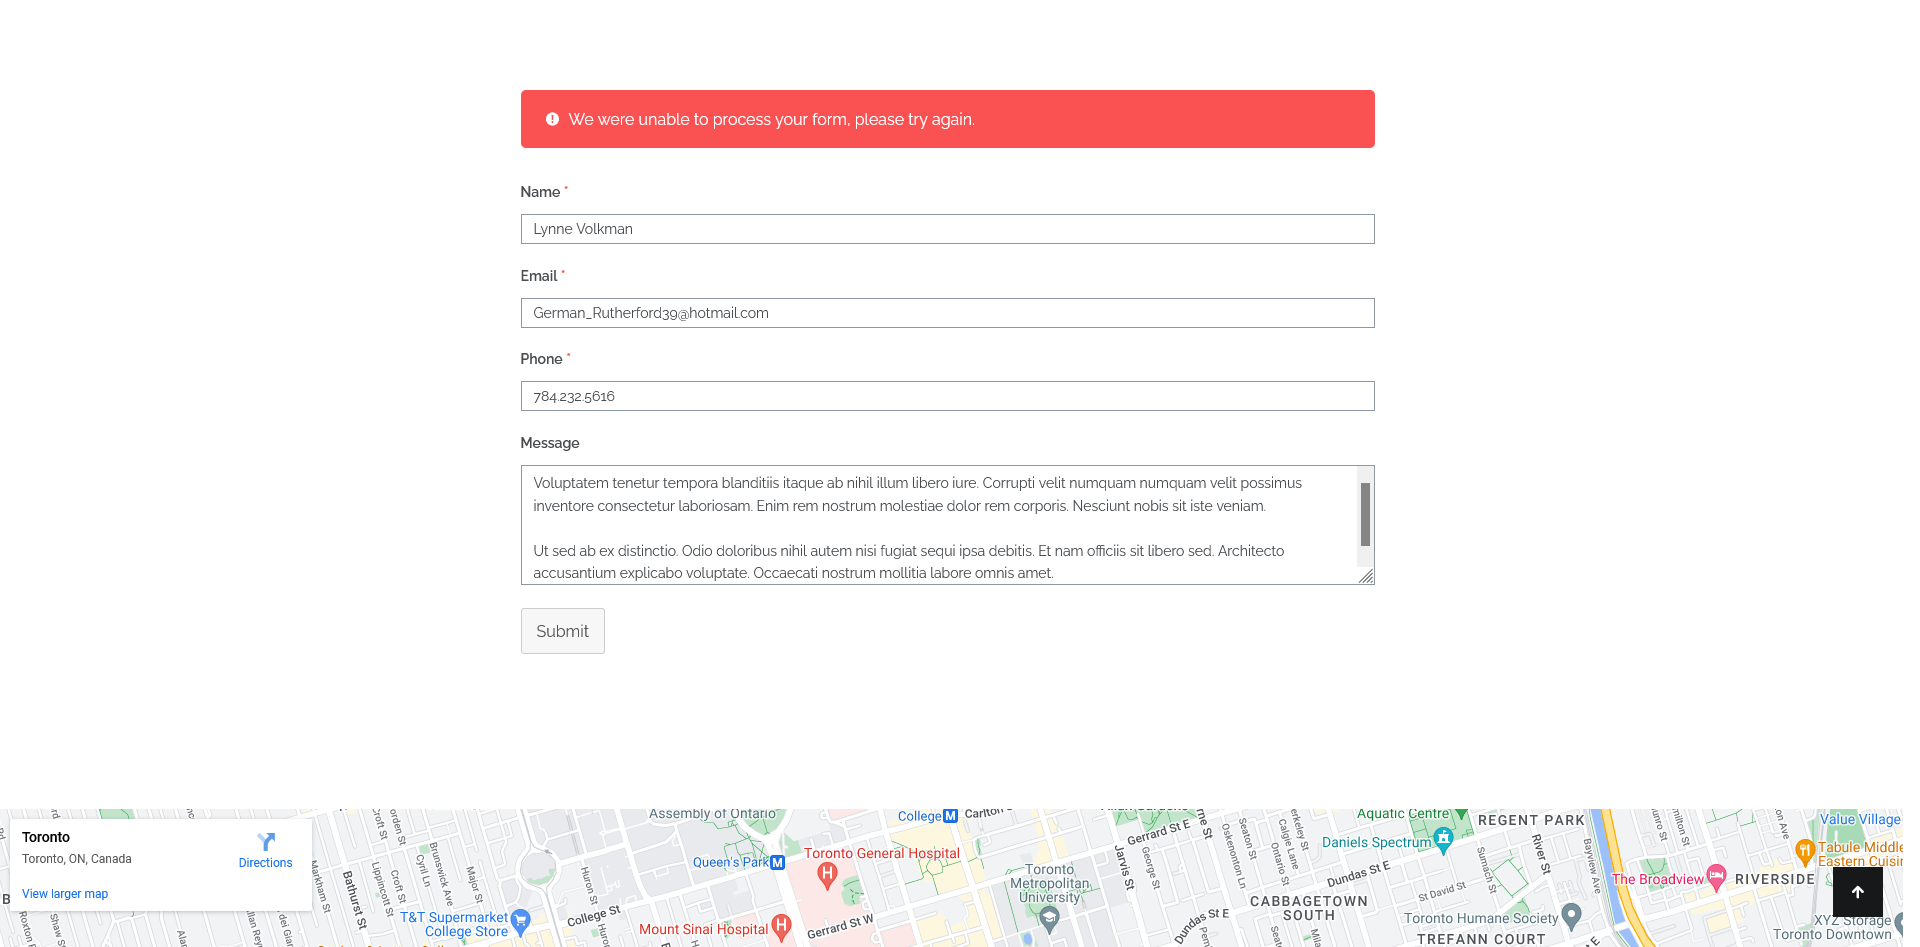 We were unable to process your form, please try again.
Name *
Lynne Volkman
Email *
German_Rutherford39@hotmail.com
Phone *
784.232.5616
Message
Voluptatem tenetur tempora blanditiis itaque ab nihil illum libero iure. Corrupti velit numquam numquam velit possimus
inventore consectetur laboriosam. Enim rem nostrum molestiae dolor rem corporis. Nesciunt nobis sit iste veniam.
Ut sed ab ex distinctio. Odio doloribus nihil autem nisi fugiat sequi ipsa debitis. Et nam officiis sit libero sed. Architecto
accusantium explicabo voluptate. Occaecati nostrum mollitia labore omnis amet.
Submit
Toronto
Toronto, ON, Canada
Directions
View larger map
Assembly of Ontario
College
M
Queen's Park
M
Toronto General Hospital
H
Mount Sinai Hospital
H
T&T Supermarket
College Store
Markham St
Bathurst St
Lippincott St
Croft St
Croft St
Cyril Ln
Brunswick Ave
Major St
Huron St
Huron St
College St
Gerrard St W
Toronto
Metropolitan
University
Gerrard St E
Jarvis St
George St
Dundas St E
Dundas St E
Seaton St
Oskenonton Ln
Ontario St
Calgie Lane
CABBAGETOWN
SOUTH
Daniels Spectrum
Aquatic Centre
REGENT PARK
Sumach St
River St
St David St
Bayview Ave
Toronto Humane Society
TREFANN COURT
The Broadview
RIVERSIDE
Value Village
Tabule Middle
XYZ Storage
Toronto Downtown